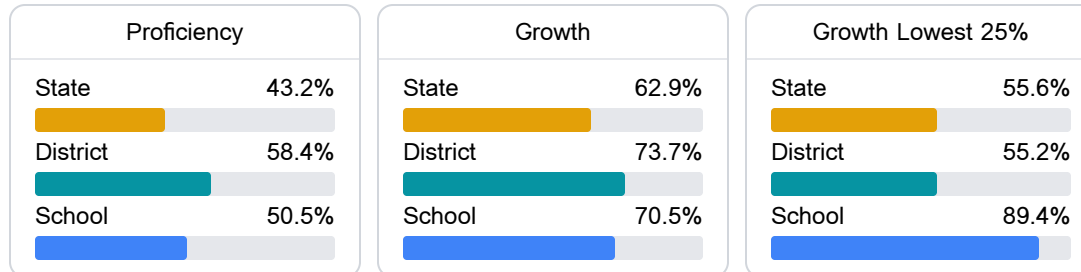 Proficiency
State 43.2%
District 58.4%
School 50.5%
Growth
State 62.9%
District 73.7%
School 70.5%
Growth Lowest 25%
State 55.6%
District 55.2%
School 89.4%